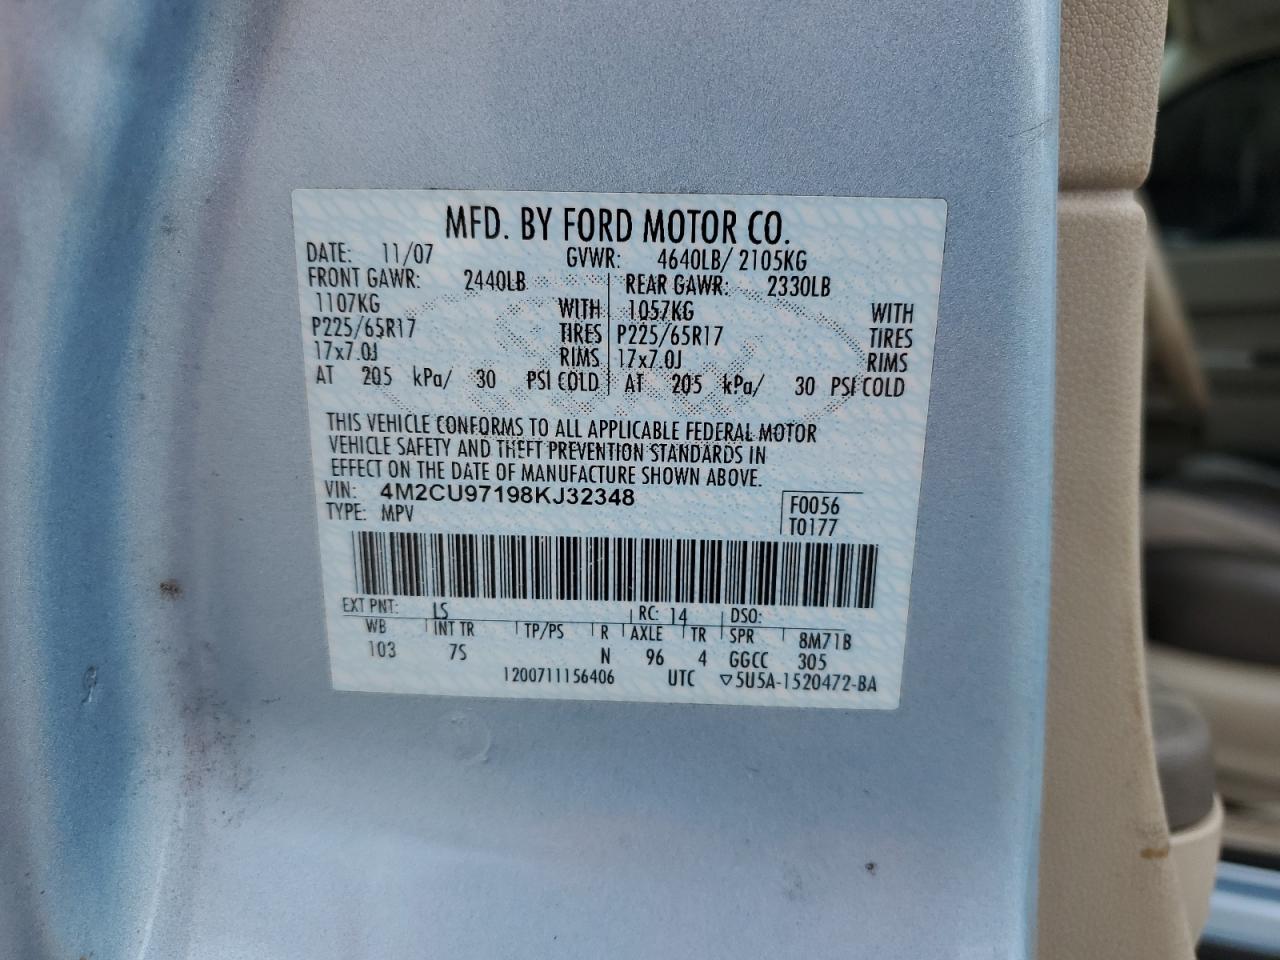 MFD. BY FORD MOTOR CO.
DATE: 11/07 GVWR: 4640LB/ 2105KG
FRONT GAWR: 2440LB REAR GAWR: 2330LB
1107KG WITH 1057KG WITH
P225/65R17 TIRES P225/65R17 TIRES
17x7.0J RIMS 17x7.0J RIMS
AT 205 kPa/ 30 PSI COLD AT 205 kPa/ 30 PSI COLD
THIS VEHICLE CONFORMS TO ALL APPLICABLE FEDERAL MOTOR
VEHICLE SAFETY AND THEFT PREVENTION STANDARDS IN
EFFECT ON THE DATE OF MANUFACTURE SHOWN ABOVE.
VIN: 4M2CU97198KJ32348 F0056
TYPE: MPV T0177
EXT PNT: LS RC: 14 DSO:
WB INT TR TP/PS R AXLE TR SPR 8M71B
103 7S N 96 4 GGCC 305
1200711156406 UTC ▽5U5A-1520472-BA